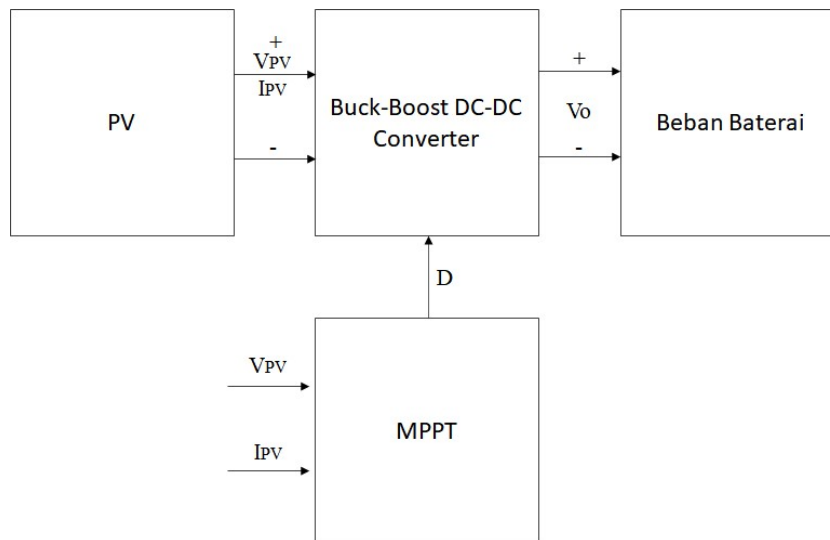 PV
+
VPV
IPV
-
Buck-Boost DC-DC
Converter
+
Vo
-
Beban Baterai
D
VPV
IPV
MPPT